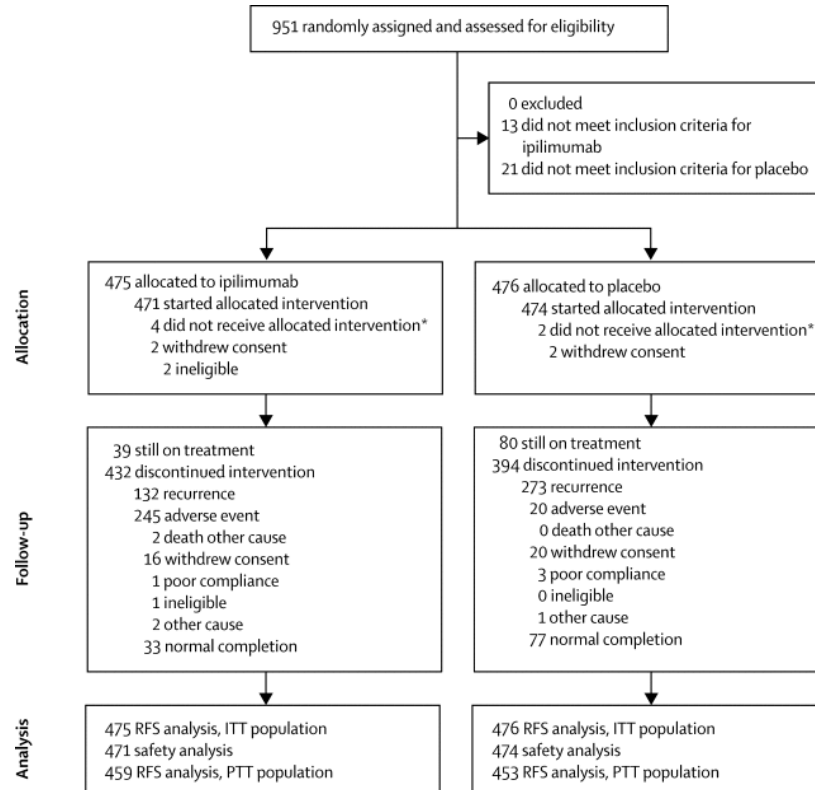 951 randomly assigned and assessed for eligibility
0 excluded
13 did not meet inclusion criteria for
ipilimumab
21 did not meet inclusion criteria for placebo
Allocation
475 allocated to ipilimumab
471 started allocated intervention
4 did not receive allocated intervention*
2 withdrew consent
2 ineligible
476 allocated to placebo
474 started allocated intervention
2 did not receive allocated intervention*
2 withdrew consent
Follow-up
39 still on treatment
432 discontinued intervention
132 recurrence
245 adverse event
2 death other cause
16 withdrew consent
1 poor compliance
1 ineligible
2 other cause
33 normal completion
80 still on treatment
394 discontinued intervention
273 recurrence
20 adverse event
0 death other cause
20 withdrew consent
3 poor compliance
0 ineligible
1 other cause
77 normal completion
Analysis
475 RFS analysis, ITT population
471 safety analysis
459 RFS analysis, PTT population
476 RFS analysis, ITT population
474 safety analysis
453 RFS analysis, PTT population